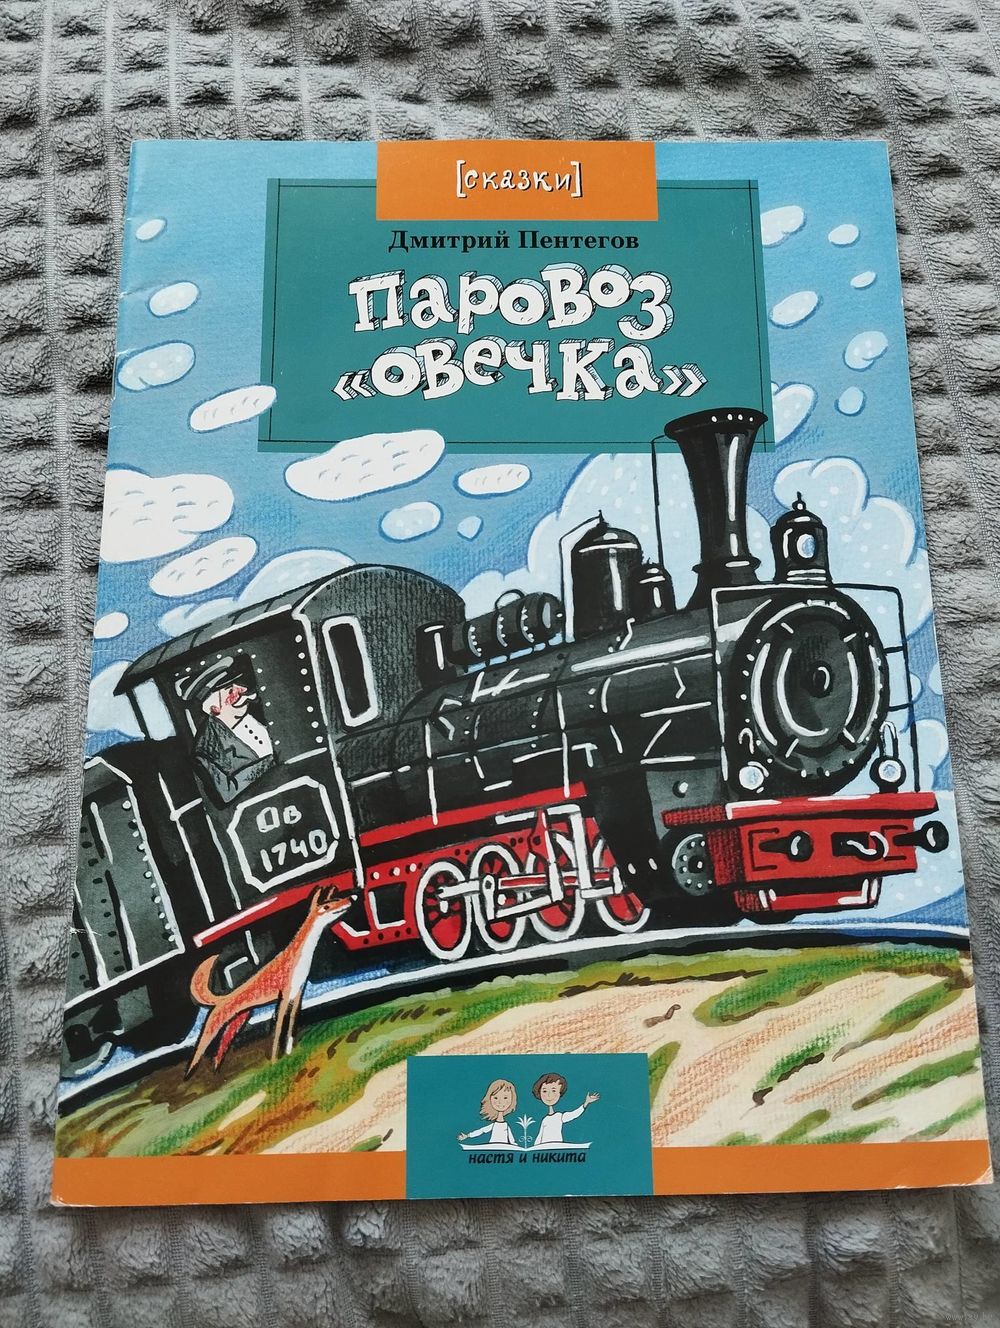 [сказки]
Дмитрий Пентегов
Паровоз
«овечка»
Ов
1740
настя и никита